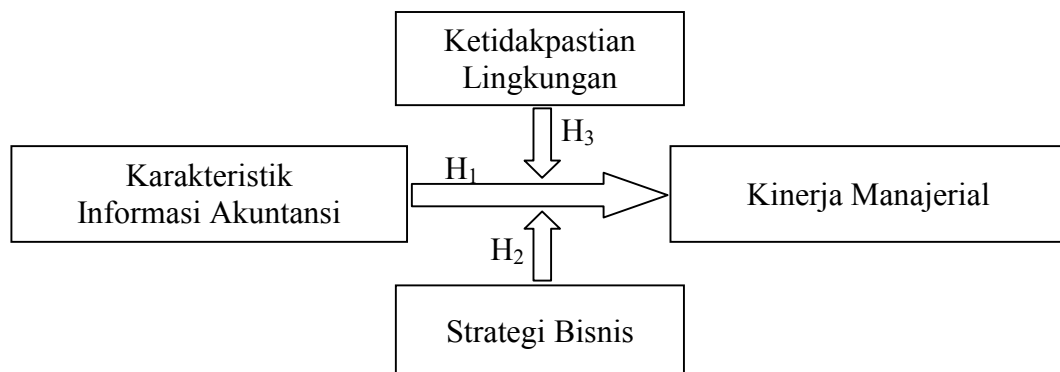 Ketidakpastian
Lingkungan
H3
H1
Karakteristik
Informasi Akuntansi
Kinerja Manajerial
H2
Strategi Bisnis